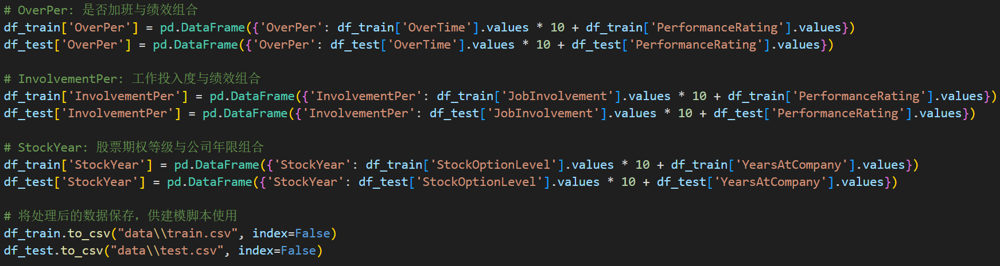 # OverPer: 是否加班与绩效组合
df_train['OverPer'] = pd.DataFrame({'OverPer': df_train['OverTime'].values * 10 + df_train['PerformanceRating'].values})
df_test['OverPer'] = pd.DataFrame({'OverPer': df_test['OverTime'].values * 10 + df_test['PerformanceRating'].values})
# InvolvementPer: 工作投入度与绩效组合
df_train['InvolvementPer'] = pd.DataFrame({'InvolvementPer': df_train['JobInvolvement'].values * 10 + df_train['PerformanceRating'].values})
df_test['InvolvementPer'] = pd.DataFrame({'InvolvementPer': df_test['JobInvolvement'].values * 10 + df_test['PerformanceRating'].values})
# StockYear: 股票期权等级与公司年限组合
df_train['StockYear'] = pd.DataFrame({'StockYear': df_train['StockOptionLevel'].values * 10 + df_train['YearsAtCompany'].values})
df_test['StockYear'] = pd.DataFrame({'StockYear': df_test['StockOptionLevel'].values * 10 + df_test['YearsAtCompany'].values})
# 将处理后的数据保存，供建模脚本使用
df_train.to_csv("data\\train.csv", index=False)
df_test.to_csv("data\\test.csv", index=False)